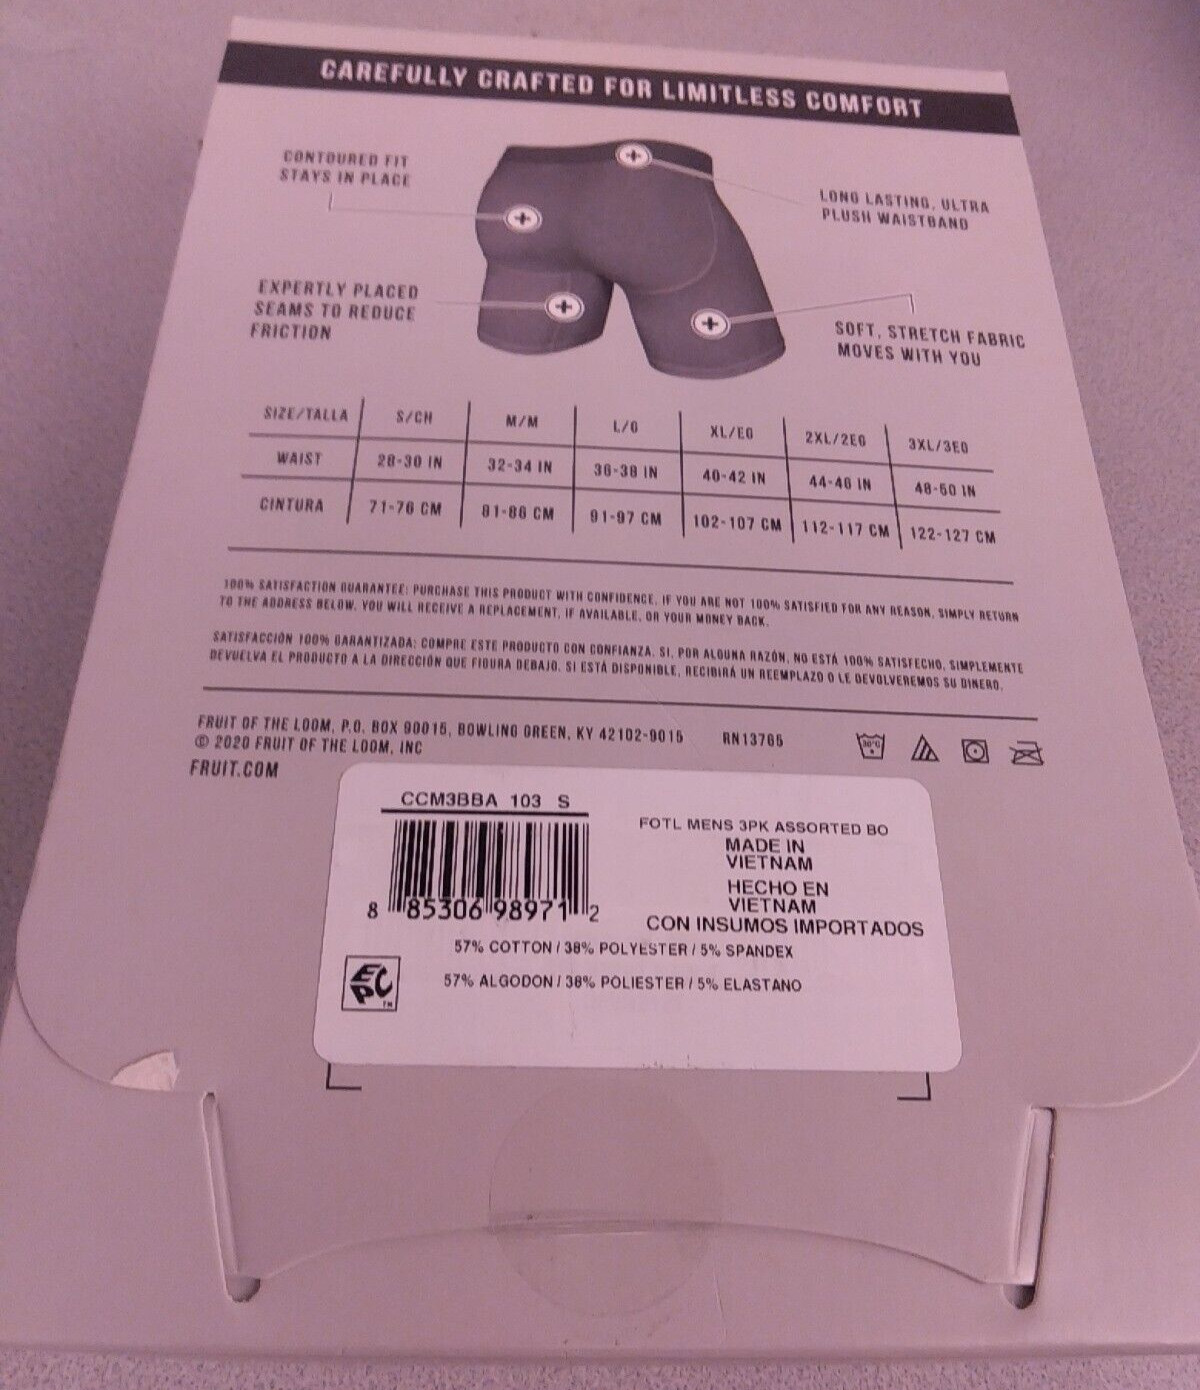 CAREFULLY CRAFTED FOR LIMITLESS COMFORT
CONTOURED FIT
STAYS IN PLACE
LONG LASTING, ULTRA
PLUSH WAISTBAND
EXPERTLY PLACED
SEAMS TO REDUCE
FRICTION
SOFT, STRETCH FABRIC
MOVES WITH YOU
SIZE/TALLA S/CH M/M L/G XL/EG 2XL/2EG 3XL/3EG
WAIST 28-30 IN 32-34 IN 36-38 IN 40-42 IN 44-46 IN 48-50 IN
CINTURA 71-76 CM 81-86 CM 91-97 CM 102-107 CM 112-117 CM 122-127 CM
100% SATISFACTION GUARANTEE: PURCHASE THIS PRODUCT WITH CONFIDENCE. IF YOU ARE NOT 100% SATISFIED FOR ANY REASON, SIMPLY RETURN
TO THE ADDRESS BELOW. YOU WILL RECEIVE A REPLACEMENT, IF AVAILABLE, OR YOUR MONEY BACK.
SATISFACCIÓN 100% GARANTIZADA: COMPRE ESTE PRODUCTO CON CONFIANZA. SI, POR ALGUNA RAZÓN, NO ESTÁ 100% SATISFECHO, SIMPLEMENTE
DEVUELVA EL PRODUCTO A LA DIRECCIÓN QUE FIGURA DEBAJO. SI ESTÁ DISPONIBLE, RECIBIRÁ UN REEMPLAZO O LE DEVOLVEREMOS SU DINERO.
FRUIT OF THE LOOM, P.O. BOX 90015, BOWLING GREEN, KY 42102-9015 RN13765
© 2020 FRUIT OF THE LOOM, INC
FRUIT.COM
30°C
CCM3BBA 103 S
FOTL MENS 3PK ASSORTED BO
MADE IN
VIETNAM
HECHO EN
VIETNAM
CON INSUMOS IMPORTADOS
8 85306 98971 2
57% COTTON / 38% POLYESTER / 5% SPANDEX
57% ALGODON / 38% POLIESTER / 5% ELASTANO
EPC TM